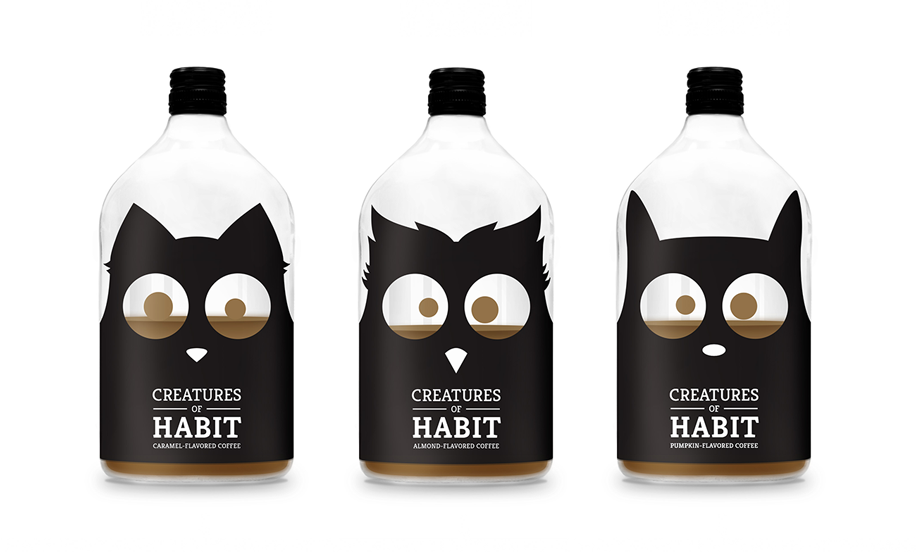 CREATURES
OF
HABIT
CARAMEL-FLAVORED COFFEE
CREATURES
OF
HABIT
ALMOND-FLAVORED COFFEE
CREATURES
OF
HABIT
PUMPKIN-FLAVORED COFFEE